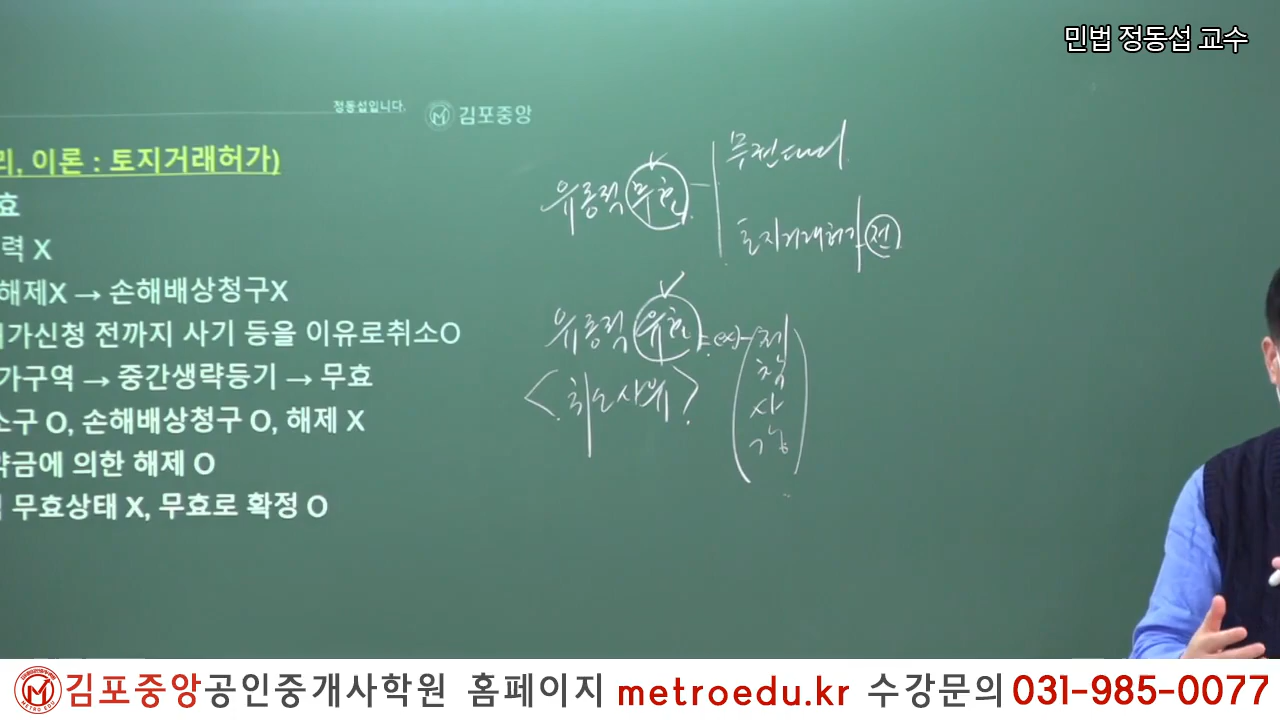 민법 정동섭 교수
정동섭입니다.
김포중앙
리, 이론 : 토지거래허가)
효
력 X
해제X → 손해배상청구X
허가신청 전까지 사기 등을 이유로취소O
가구역 → 중간생략등기 → 무효
소구 O, 손해배상청구 O, 해제 X
약금에 의한 해제 O
무효상태 X, 무효로 확정 O
유동적 무효
무권대리
토지거래허가 전
유동적 유효
<취소사유>
(ex)
제
착
사
강
김포중앙공인중개사학원 홈페이지 metroedu.kr 수강문의 031-985-0077